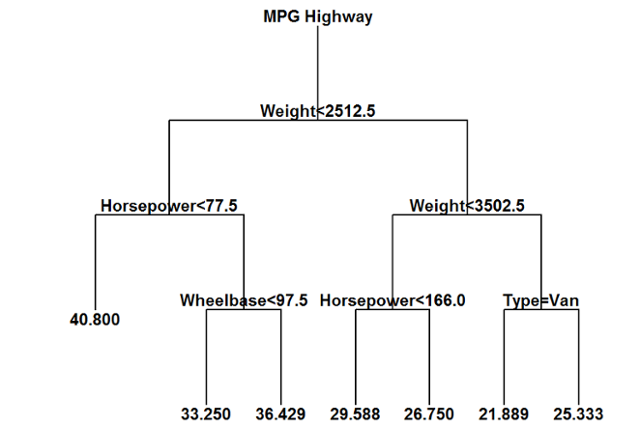 MPG Highway
Weight<2512.5
Horsepower<77.5
Weight<3502.5
Wheelbase<97.5
Horsepower<166.0
Type=Van
40.800
33.250
36.429
29.588
26.750
21.889
25.333